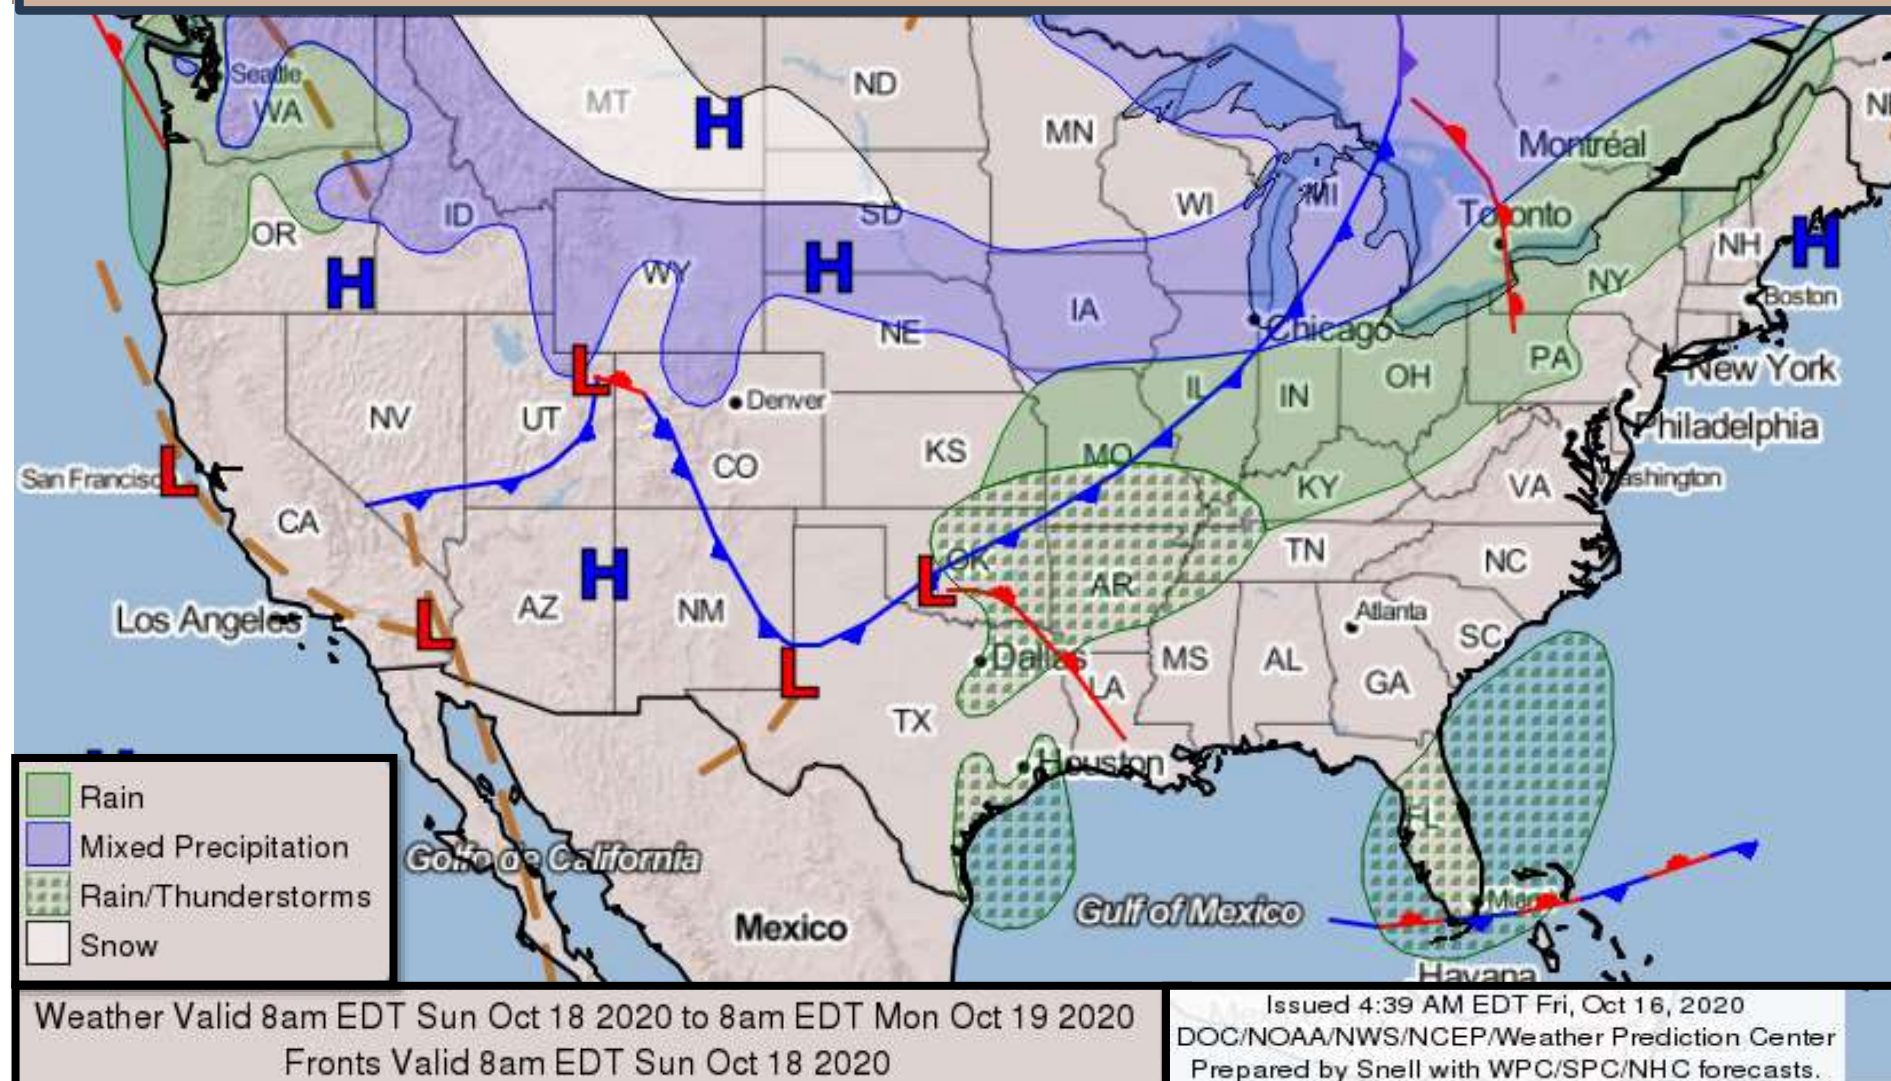 Seattle
WA
MT
ND
MN
Montréal
ID
SD
WI
MI
Toronto
OR
H
H
H
H
WY
NH
NY
Boston
IA
NE
Chicago
PA
New York
L
Denver
IL
IN
OH
NV
UT
Philadelphia
KS
MO
CO
San Francisco
L
KY
VA
Washington
CA
TN
NC
H
OK
L
AR
AZ
NM
Los Angeles
L
Atlanta
SC
Dallas
MS
AL
GA
L
LA
TX
Houston
FL
Golfo de California
Miami
Gulf of Mexico
Mexico
Havana
Rain
Mixed Precipitation
Rain/Thunderstorms
Snow
Weather Valid 8am EDT Sun Oct 18 2020 to 8am EDT Mon Oct 19 2020
Fronts Valid 8am EDT Sun Oct 18 2020
Issued 4:39 AM EDT Fri, Oct 16, 2020
DOC/NOAA/NWS/NCEP/Weather Prediction Center
Prepared by Snell with WPC/SPC/NHC forecasts.